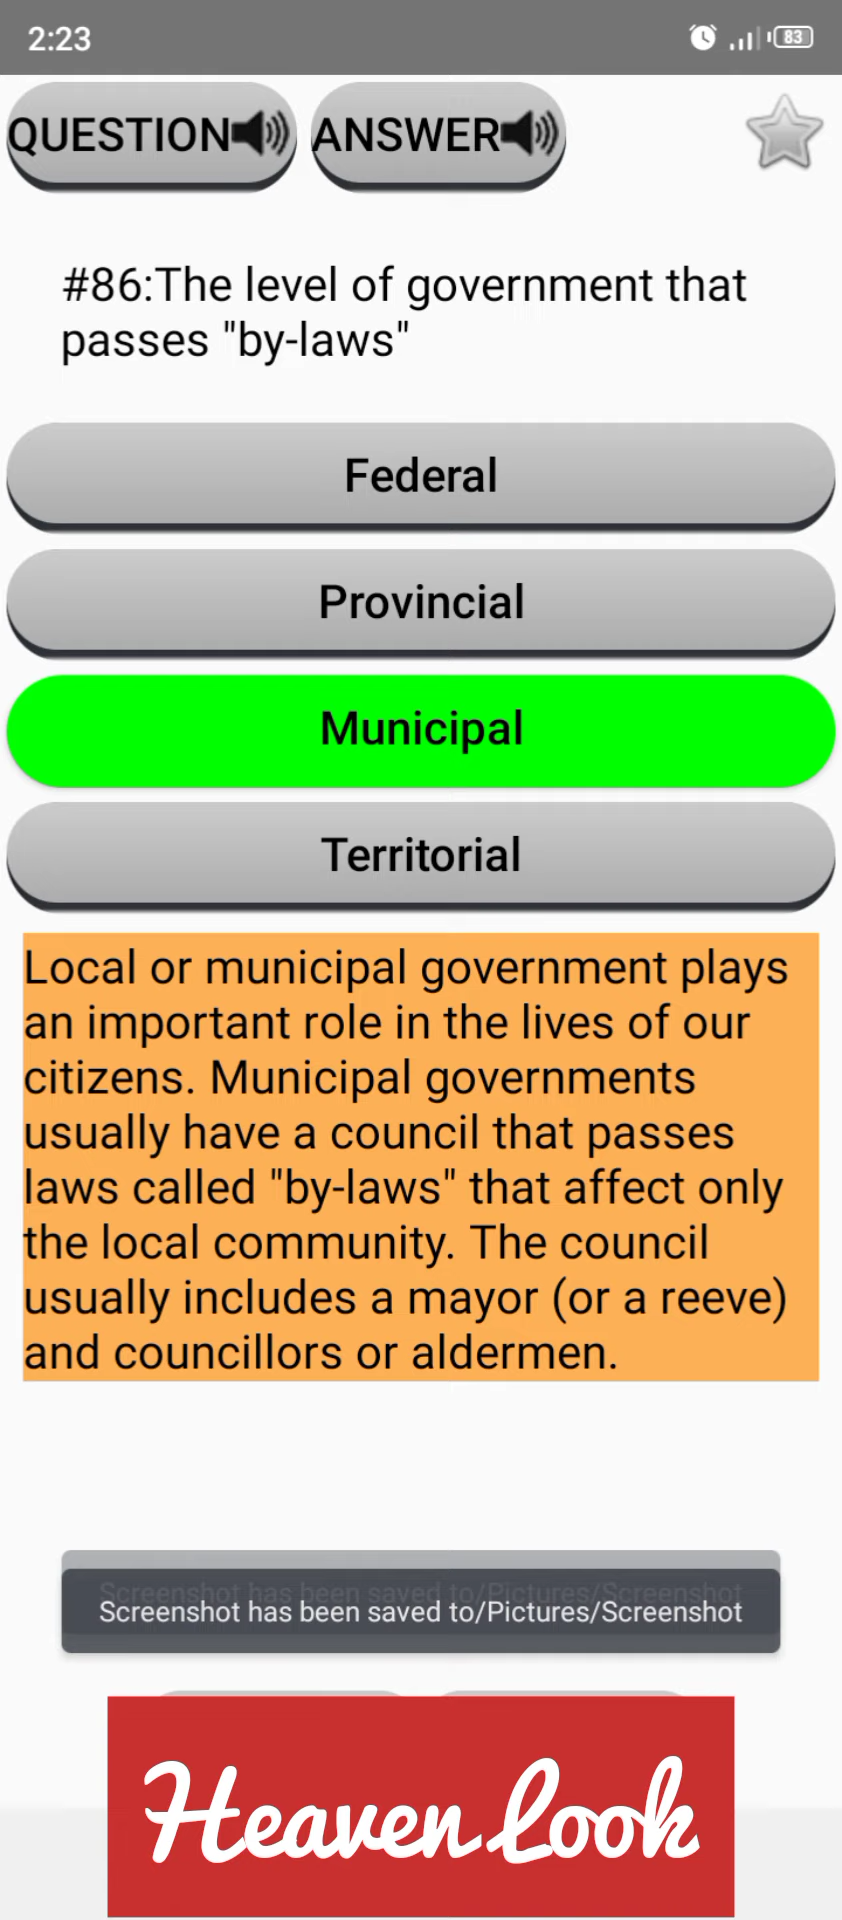 2:23
83
QUESTION ANSWER
#86:The level of government that
passes "by-laws"
Federal
Provincial
Municipal
Territorial
Local or municipal government plays
an important role in the lives of our
citizens. Municipal governments
usually have a council that passes
laws called "by-laws" that affect only
the local community. The council
usually includes a mayor (or a reeve)
and councillors or aldermen.
Screenshot has been saved to/Pictures/Screenshot
Screenshot has been saved to/Pictures/Screenshot
Heaven Look